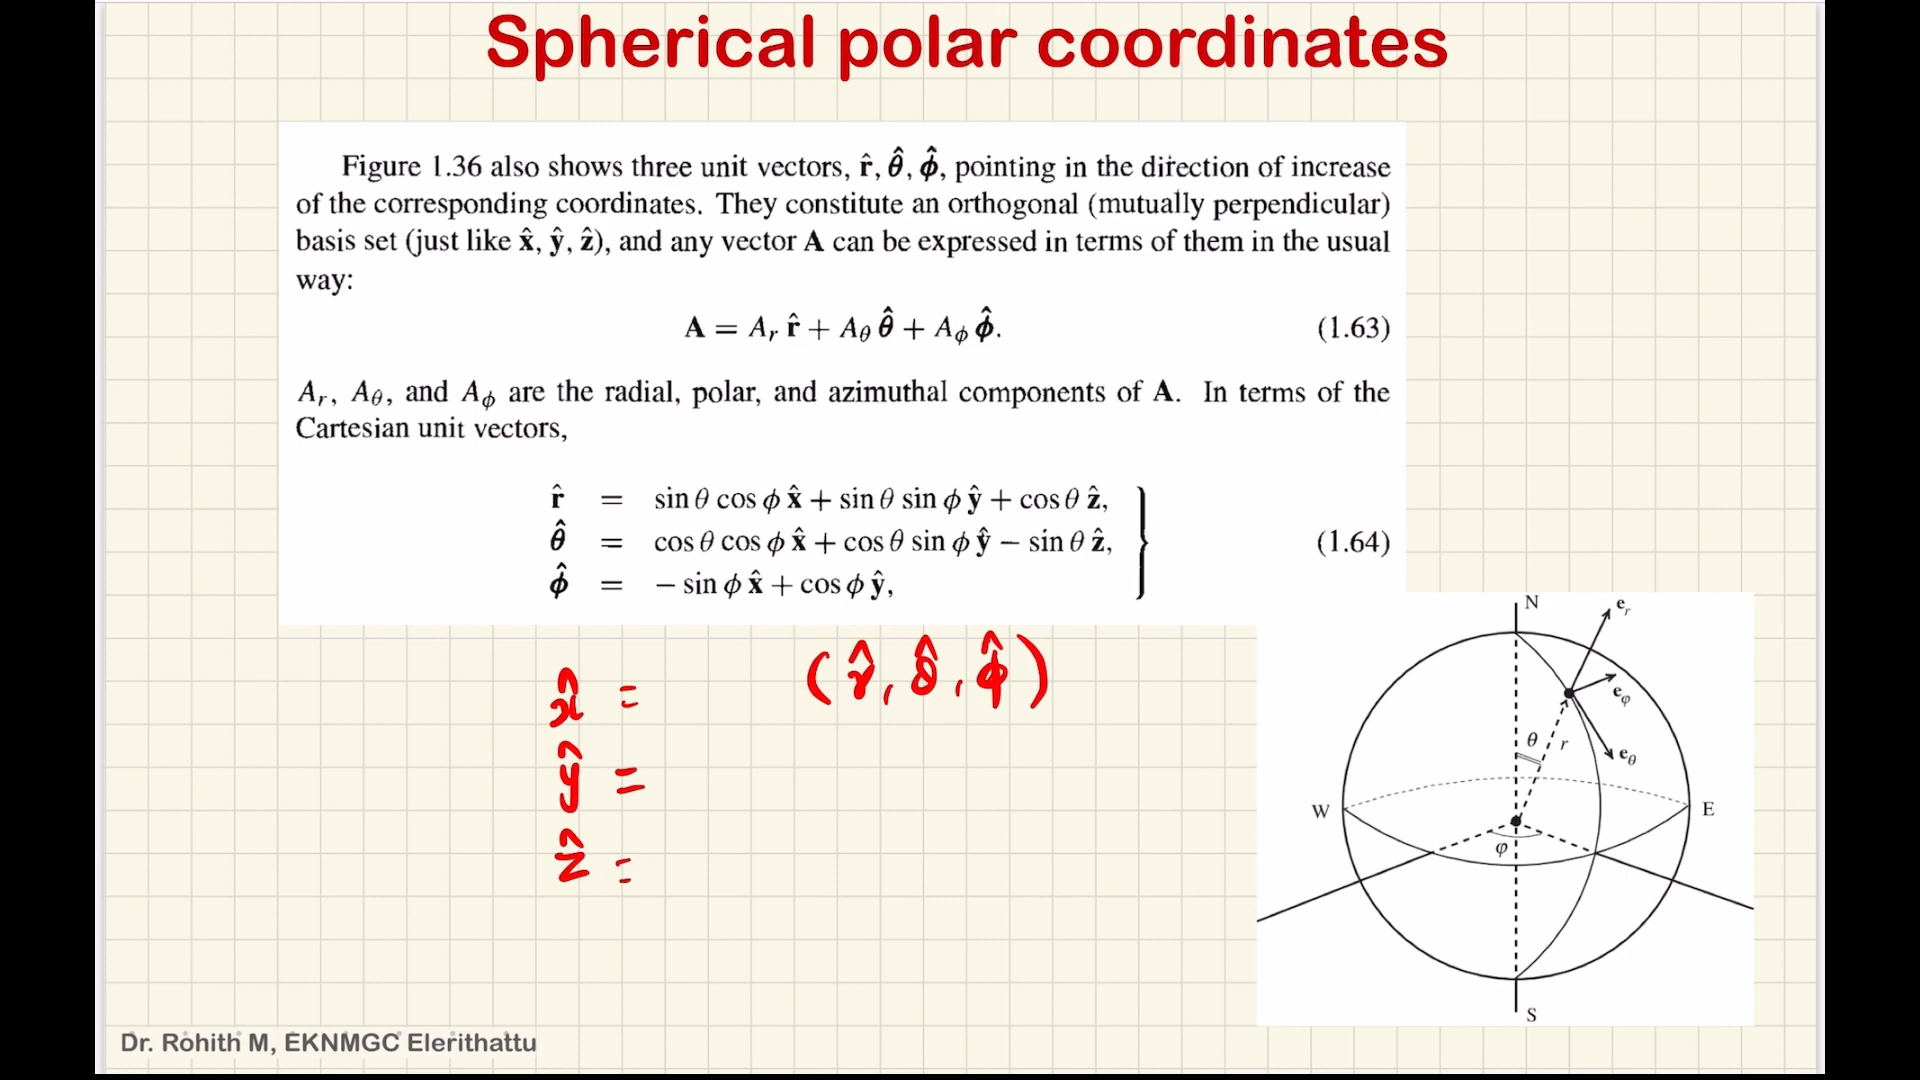 Spherical polar coordinates
Figure 1.36 also shows three unit vectors, r̂, θ̂, ϕ̂, pointing in the direction of increase
of the corresponding coordinates. They constitute an orthogonal (mutually perpendicular)
basis set (just like x̂, ŷ, ẑ), and any vector A can be expressed in terms of them in the usual
way:
A = Aᵣ r̂ + A_θ θ̂ + A_ϕ ϕ̂. (1.63)
Aᵣ, A_θ, and A_ϕ are the radial, polar, and azimuthal components of A. In terms of the
Cartesian unit vectors,
r̂ = sin θ cos ϕ x̂ + sin θ sin ϕ ŷ + cos θ ẑ,
θ̂ = cos θ cos ϕ x̂ + cos θ sin ϕ ŷ − sin θ ẑ, (1.64)
ϕ̂ = − sin ϕ x̂ + cos ϕ ŷ,
(r̂, θ̂, ϕ̂)
x̂ =
ŷ =
ẑ =
N
e_r
e_φ
θ
r
e_θ
W
E
φ
S
Dr. Rohith M, EKNMGC Elerithattu